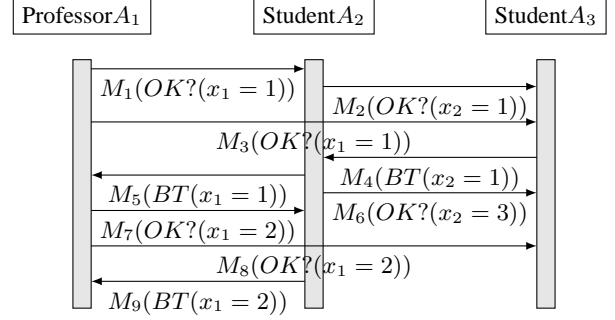 ProfessorA₁ StudentA₂ StudentA₃
M₁(OK?(x₁ = 1))
M₂(OK?(x₂ = 1))
M₃(OK?(x₁ = 1))
M₄(BT(x₂ = 1))
M₅(BT(x₁ = 1))
M₆(OK?(x₂ = 3))
M₇(OK?(x₁ = 2))
M₈(OK?(x₁ = 2))
M₉(BT(x₁ = 2))